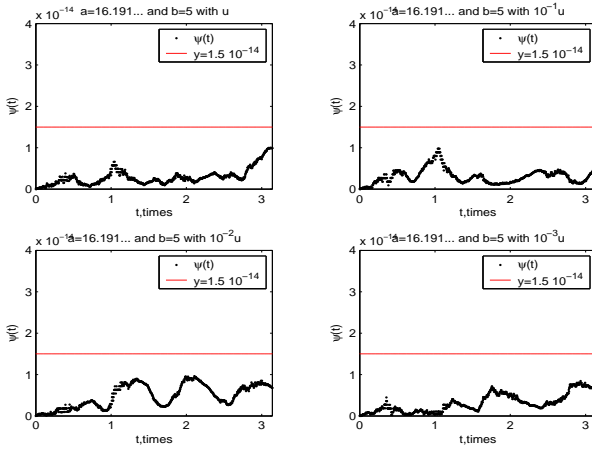 x 10^-14 a=16.191... and b=5 with u
4
3
2
1
0
ψ(t)
ψ(t)
y=1.5 10^-14
0 1 2 3
t,times
x 10^-14 a=16.191... and b=5 with 10^-1u
4
3
2
1
0
ψ(t)
ψ(t)
y=1.5 10^-14
0 1 2 3
t,times
x 10^-14 a=16.191... and b=5 with 10^-2u
4
3
2
1
0
ψ(t)
ψ(t)
y=1.5 10^-14
0 1 2 3
t,times
x 10^-14 a=16.191... and b=5 with 10^-3u
4
3
2
1
0
ψ(t)
ψ(t)
y=1.5 10^-14
0 1 2 3
t,times